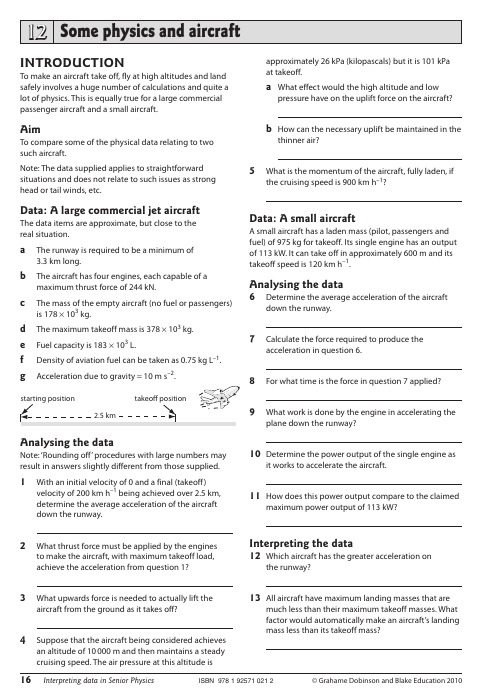 12 Some physics and aircraft
INTRODUCTION
To make an aircraft take off, fly at high altitudes and land
safely involves a huge number of calculations and quite a
lot of physics. This is equally true for a large commercial
passenger aircraft and a small aircraft.
Aim
To compare some of the physical data relating to two
such aircraft.
Note: The data supplied applies to straightforward
situations and does not relate to such issues as strong
head or tail winds, etc.
Data: A large commercial jet aircraft
The data items are approximate, but close to the
real situation.
a The runway is required to be a minimum of
3.3 km long.
b The aircraft has four engines, each capable of a
maximum thrust force of 244 kN.
c The mass of the empty aircraft (no fuel or passengers)
is 178 × 10³ kg.
d The maximum takeoff mass is 378 × 10³ kg.
e Fuel capacity is 183 × 10³ L.
f Density of aviation fuel can be taken as 0.75 kg L⁻¹.
g Acceleration due to gravity = 10 m s⁻².
starting position takeoff position
2.5 km
Analysing the data
Note: 'Rounding off' procedures with large numbers may
result in answers slightly different from those supplied.
1 With an initial velocity of 0 and a final (takeoff)
velocity of 200 km h⁻¹ being achieved over 2.5 km,
determine the average acceleration of the aircraft
down the runway.
2 What thrust force must be applied by the engines
to make the aircraft, with maximum takeoff load,
achieve the acceleration from question 1?
3 What upwards force is needed to actually lift the
aircraft from the ground as it takes off?
4 Suppose that the aircraft being considered achieves
an altitude of 10 000 m and then maintains a steady
cruising speed. The air pressure at this altitude is
approximately 26 kPa (kilopascals) but it is 101 kPa
at takeoff.
a What effect would the high altitude and low
pressure have on the uplift force on the aircraft?
b How can the necessary uplift be maintained in the
thinner air?
5 What is the momentum of the aircraft, fully laden, if
the cruising speed is 900 km h⁻¹?
Data: A small aircraft
A small aircraft has a laden mass (pilot, passengers and
fuel) of 975 kg for takeoff. Its single engine has an output
of 113 kW. It can take off in approximately 600 m and its
takeoff speed is 120 km h⁻¹.
Analysing the data
6 Determine the average acceleration of the aircraft
down the runway.
7 Calculate the force required to produce the
acceleration in question 6.
8 For what time is the force in question 7 applied?
9 What work is done by the engine in accelerating the
plane down the runway?
10 Determine the power output of the single engine as
it works to accelerate the aircraft.
11 How does this power output compare to the claimed
maximum power output of 113 kW?
Interpreting the data
12 Which aircraft has the greater acceleration on
the runway?
13 All aircraft have maximum landing masses that are
much less than their maximum takeoff masses. What
factor would automatically make an aircraft's landing
mass less than its takeoff mass?
16 Interpreting data in Senior Physics ISBN 978 1 92571 021 2 © Grahame Dobinson and Blake Education 2010